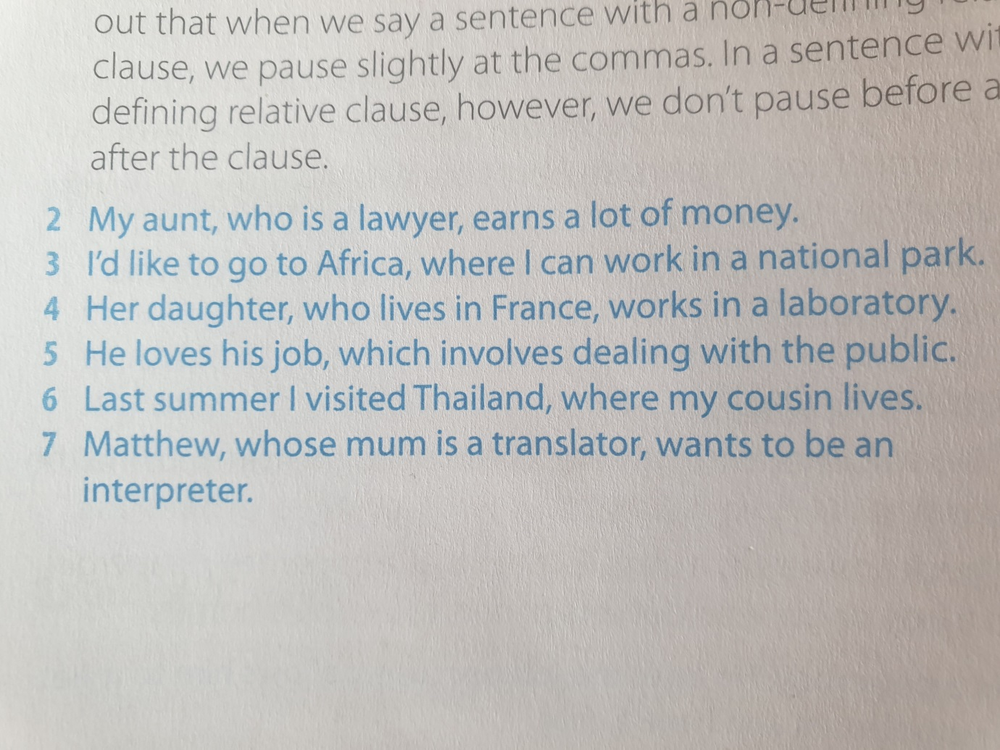 out that when we say a sentence with a non-defining
clause, we pause slightly at the commas. In a sentence
defining relative clause, however, we don't pause before
after the clause.
2 My aunt, who is a lawyer, earns a lot of money.
3 I'd like to go to Africa, where I can work in a national park.
4 Her daughter, who lives in France, works in a laboratory.
5 He loves his job, which involves dealing with the public.
6 Last summer I visited Thailand, where my cousin lives.
7 Matthew, whose mum is a translator, wants to be an
interpreter.